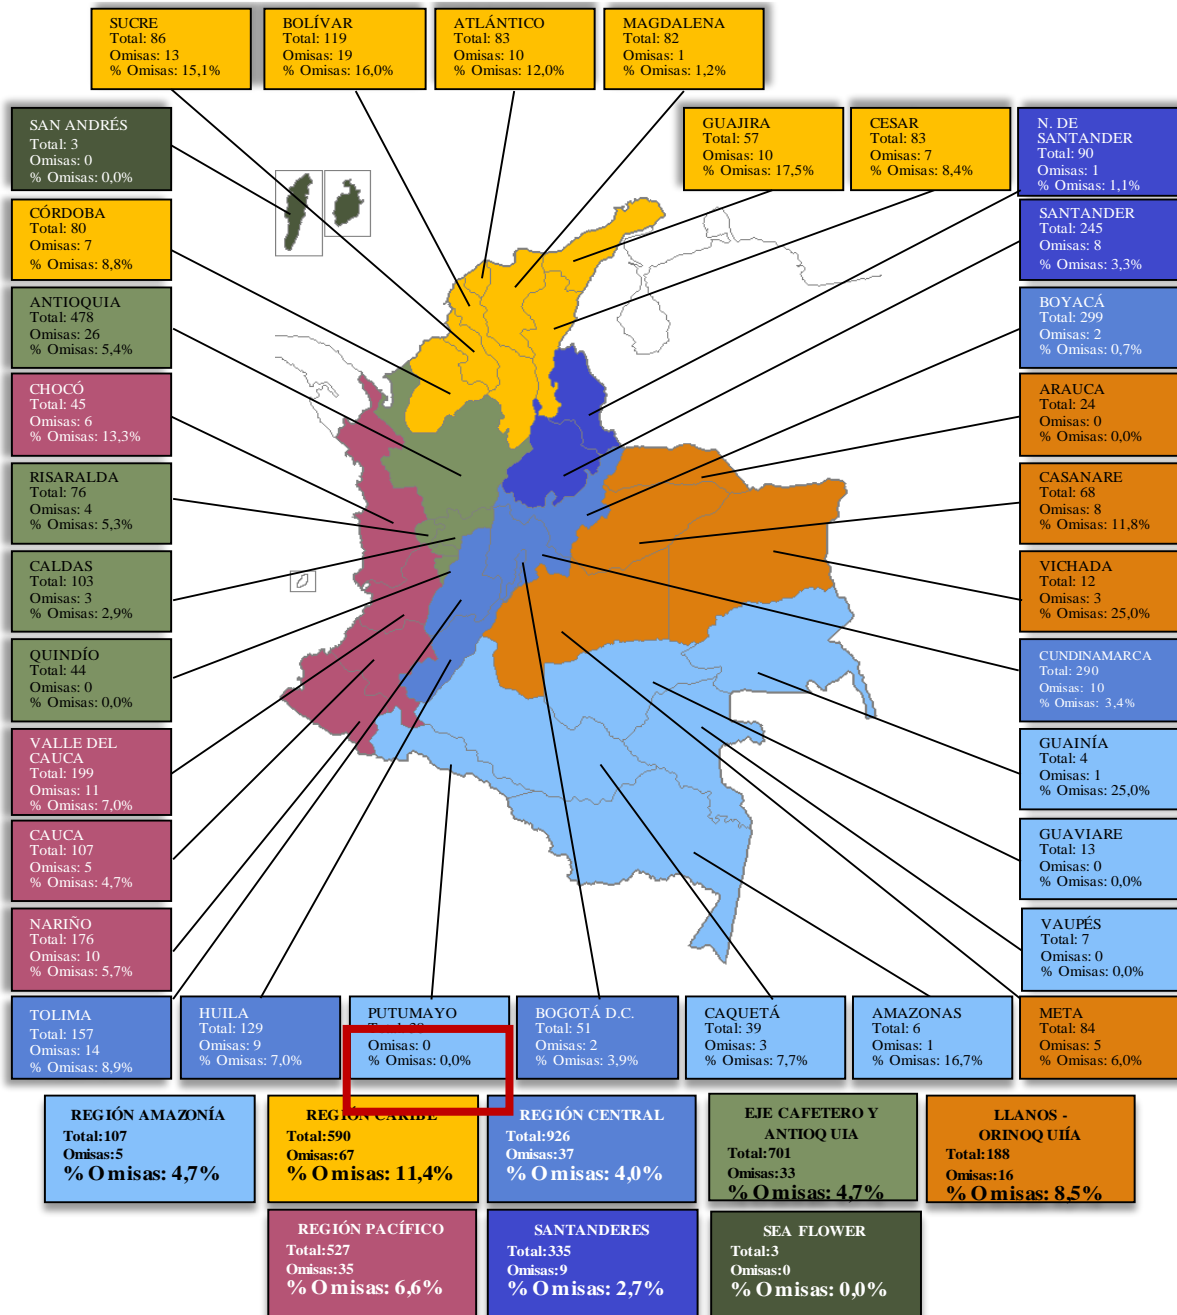 SUCRE
Total: 86
Omisas: 13
% Omisas: 15,1%
BOLÍVAR
Total: 119
Omisas: 19
% Omisas: 16,0%
ATLÁNTICO
Total: 83
Omisas: 10
% Omisas: 12,0%
MAGDALENA
Total: 82
Omisas: 1
% Omisas: 1,2%
SAN ANDRÉS
Total: 3
Omisas: 0
% Omisas: 0,0%
GUAJIRA
Total: 57
Omisas: 10
% Omisas: 17,5%
CESAR
Total: 83
Omisas: 7
% Omisas: 8,4%
N. DE
SANTANDER
Total: 90
Omisas: 1
% Omisas: 1,1%
CÓRDOBA
Total: 80
Omisas: 7
% Omisas: 8,8%
SANTANDER
Total: 245
Omisas: 8
% Omisas: 3,3%
ANTIOQUIA
Total: 478
Omisas: 26
% Omisas: 5,4%
BOYACÁ
Total: 299
Omisas: 2
% Omisas: 0,7%
CHOCÓ
Total: 45
Omisas: 6
% Omisas: 13,3%
ARAUCA
Total: 24
Omisas: 0
% Omisas: 0,0%
RISARALDA
Total: 76
Omisas: 4
% Omisas: 5,3%
CASANARE
Total: 68
Omisas: 8
% Omisas: 11,8%
CALDAS
Total: 103
Omisas: 3
% Omisas: 2,9%
VICHADA
Total: 12
Omisas: 3
% Omisas: 25,0%
QUINDÍO
Total: 44
Omisas: 0
% Omisas: 0,0%
CUNDINAMARCA
Total: 290
Omisas: 10
% Omisas: 3,4%
VALLE DEL
CAUCA
Total: 199
Omisas: 11
% Omisas: 7,0%
GUAINÍA
Total: 4
Omisas: 1
% Omisas: 25,0%
CAUCA
Total: 107
Omisas: 5
% Omisas: 4,7%
GUAVIARE
Total: 13
Omisas: 0
% Omisas: 0,0%
NARIÑO
Total: 176
Omisas: 10
% Omisas: 5,7%
VAUPÉS
Total: 7
Omisas: 0
% Omisas: 0,0%
TOLIMA
Total: 157
Omisas: 14
% Omisas: 8,9%
HUILA
Total: 129
Omisas: 9
% Omisas: 7,0%
PUTUMAYO
Omisas: 0
% Omisas: 0,0%
BOGOTÁ D.C.
Total: 51
Omisas: 2
% Omisas: 3,9%
CAQUETÁ
Total: 39
Omisas: 3
% Omisas: 7,7%
AMAZONAS
Total: 6
Omisas: 1
% Omisas: 16,7%
META
Total: 84
Omisas: 5
% Omisas: 6,0%
REGIÓN AMAZONÍA
Total:107
Omisas:5
% Omisas: 4,7%
REGIÓN CARIBE
Total:590
Omisas:67
% Omisas: 11,4%
REGIÓN CENTRAL
Total:926
Omisas:37
% Omisas: 4,0%
EJE CAFETERO Y
ANTIOQUIA
Total:701
Omisas:33
% Omisas: 4,7%
LLANOS -
ORINOQUIÍA
Total:188
Omisas:16
% Omisas: 8,5%
REGIÓN PACÍFICO
Total:527
Omisas:35
% Omisas: 6,6%
SANTANDERES
Total:335
Omisas:9
% Omisas: 2,7%
SEA FLOWER
Total:3
Omisas:0
% Omisas: 0,0%